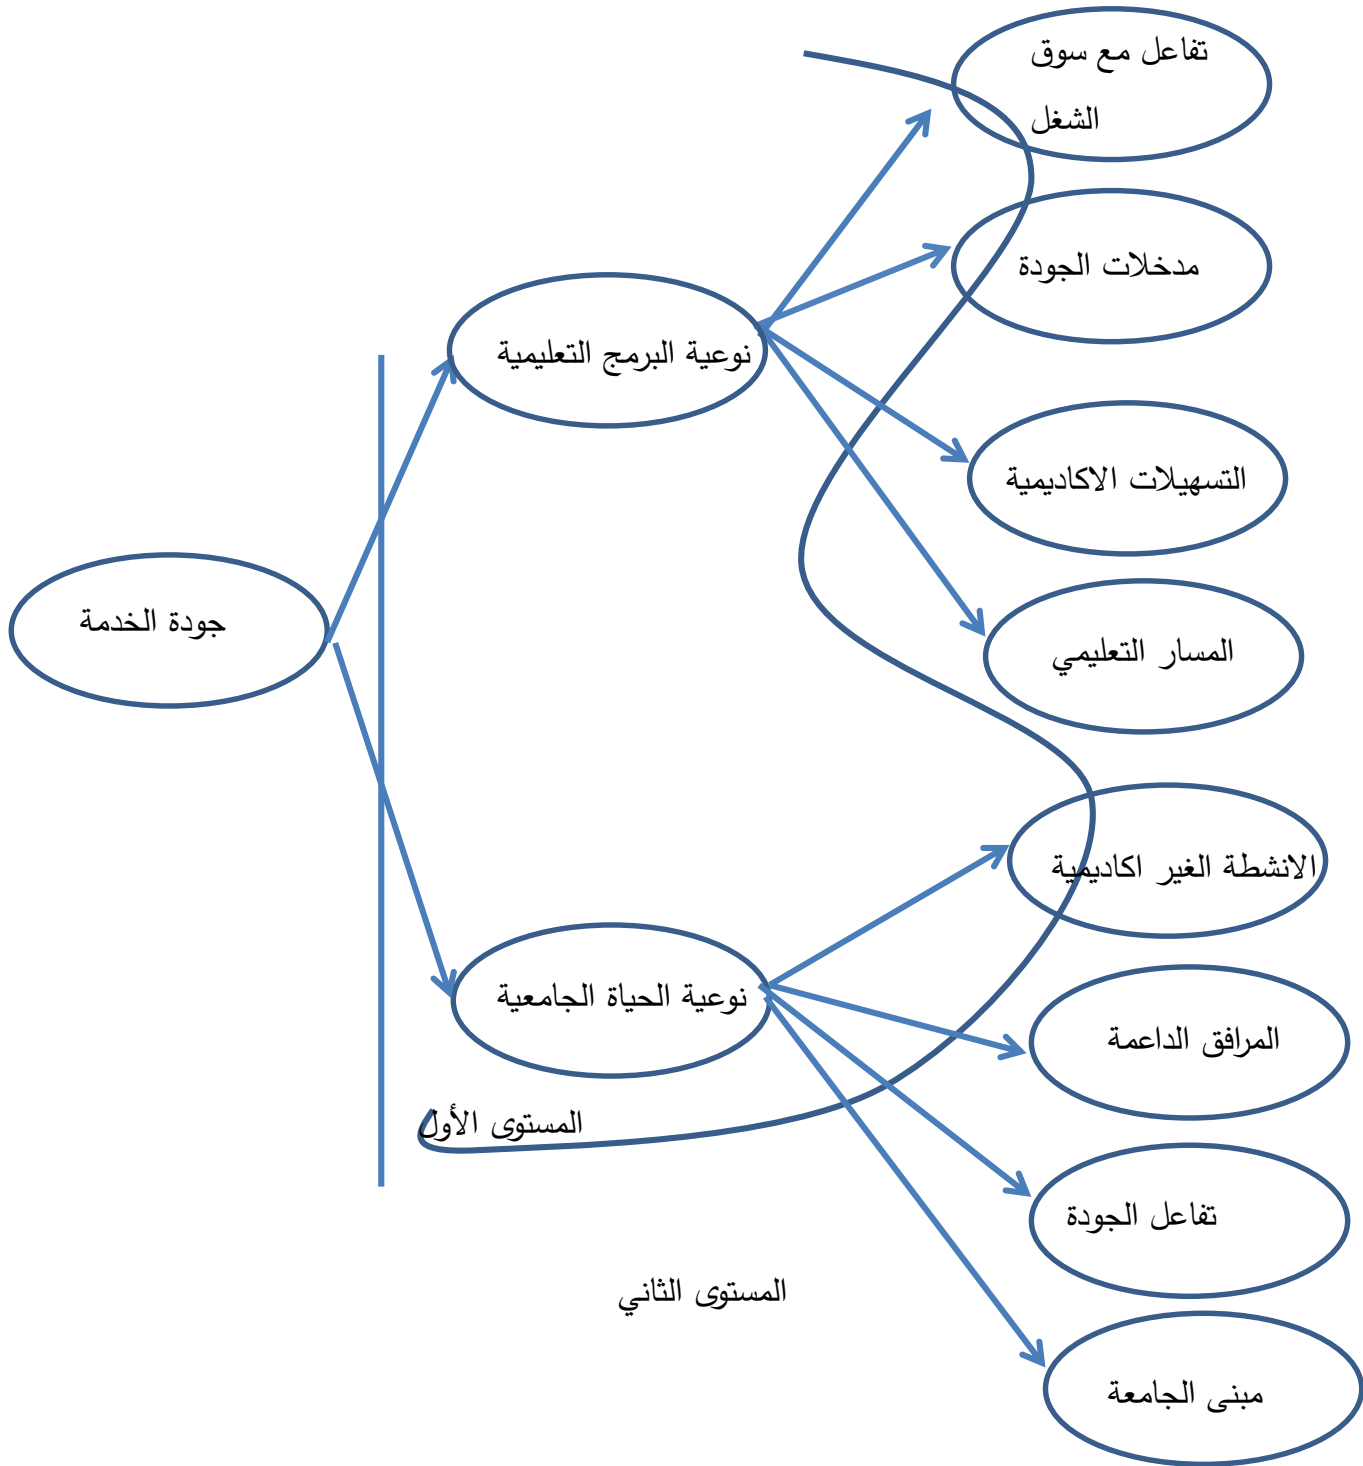 تفاعل مع سوق
الشغل
مدخلات الجودة
نوعية البرمج التعليمية
التسهيلات الاكاديمية
جودة الخدمة
المسار التعليمي
الانشطة الغير اكاديمية
نوعية الحياة الجامعية
المرافق الداعمة
المستوى الأول
تفاعل الجودة
المستوى الثاني
مبنى الجامعة